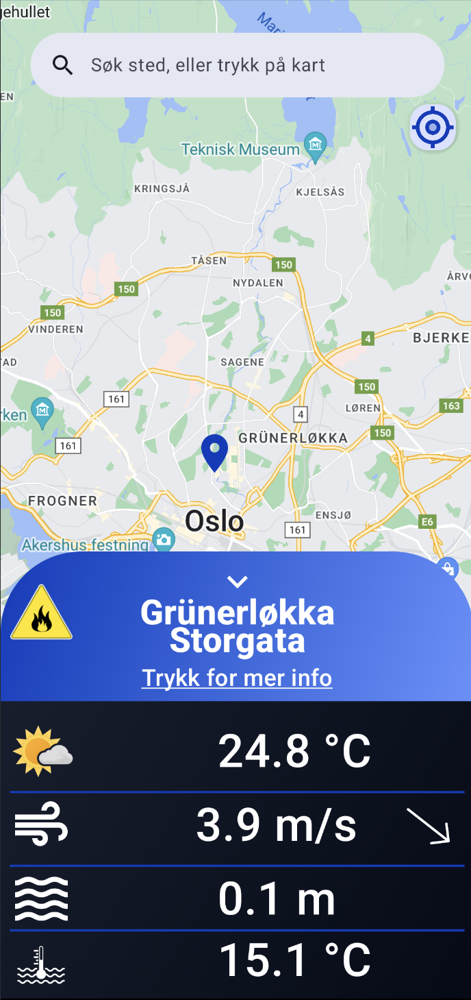 gehullet
Mari
Søk sted, eller trykk på kart
EN
Teknisk Museum
KRINGSJÅ
KJELSÅS
TÅSEN
150
NYDALEN
150
150
VINDEREN
ÅRVO
4
BJERKE
TAD
SAGENE
150
161
LØREN
163
rken
4
150
GRÜNERLØKKA
161
FROGNER
Oslo
ENSJØ
E6
161
Akershus festning
Grünerløkka
Storgata
Trykk for mer info
24.8 °C
3.9 m/s
0.1 m
15.1 °C